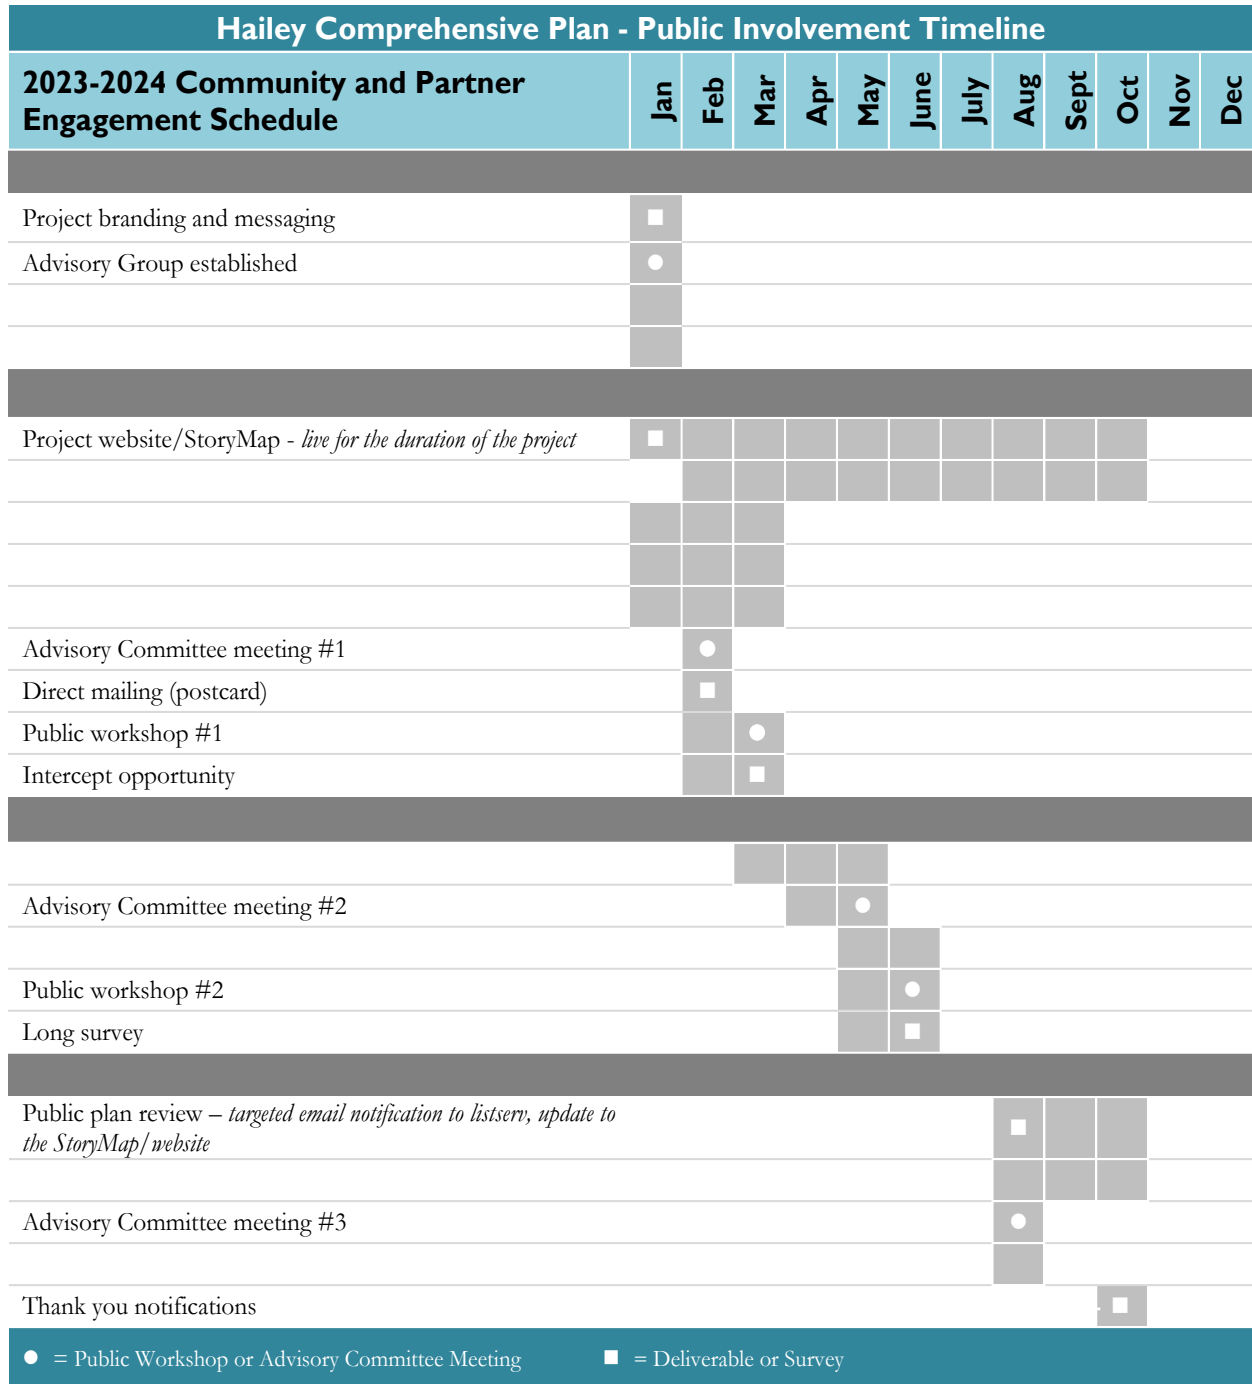 Hailey Comprehensive Plan - Public Involvement Timeline
2023-2024 Community and Partner
Engagement Schedule
Jan
Feb
Mar
Apr
May
June
July
Aug
Sept
Oct
Nov
Dec
Project branding and messaging
Advisory Group established
Project website/StoryMap - live for the duration of the project
Advisory Committee meeting #1
Direct mailing (postcard)
Public workshop #1
Intercept opportunity
Advisory Committee meeting #2
Public workshop #2
Long survey
Public plan review – targeted email notification to listserv, update to
the StoryMap/website
Advisory Committee meeting #3
Thank you notifications
● = Public Workshop or Advisory Committee Meeting
■ = Deliverable or Survey